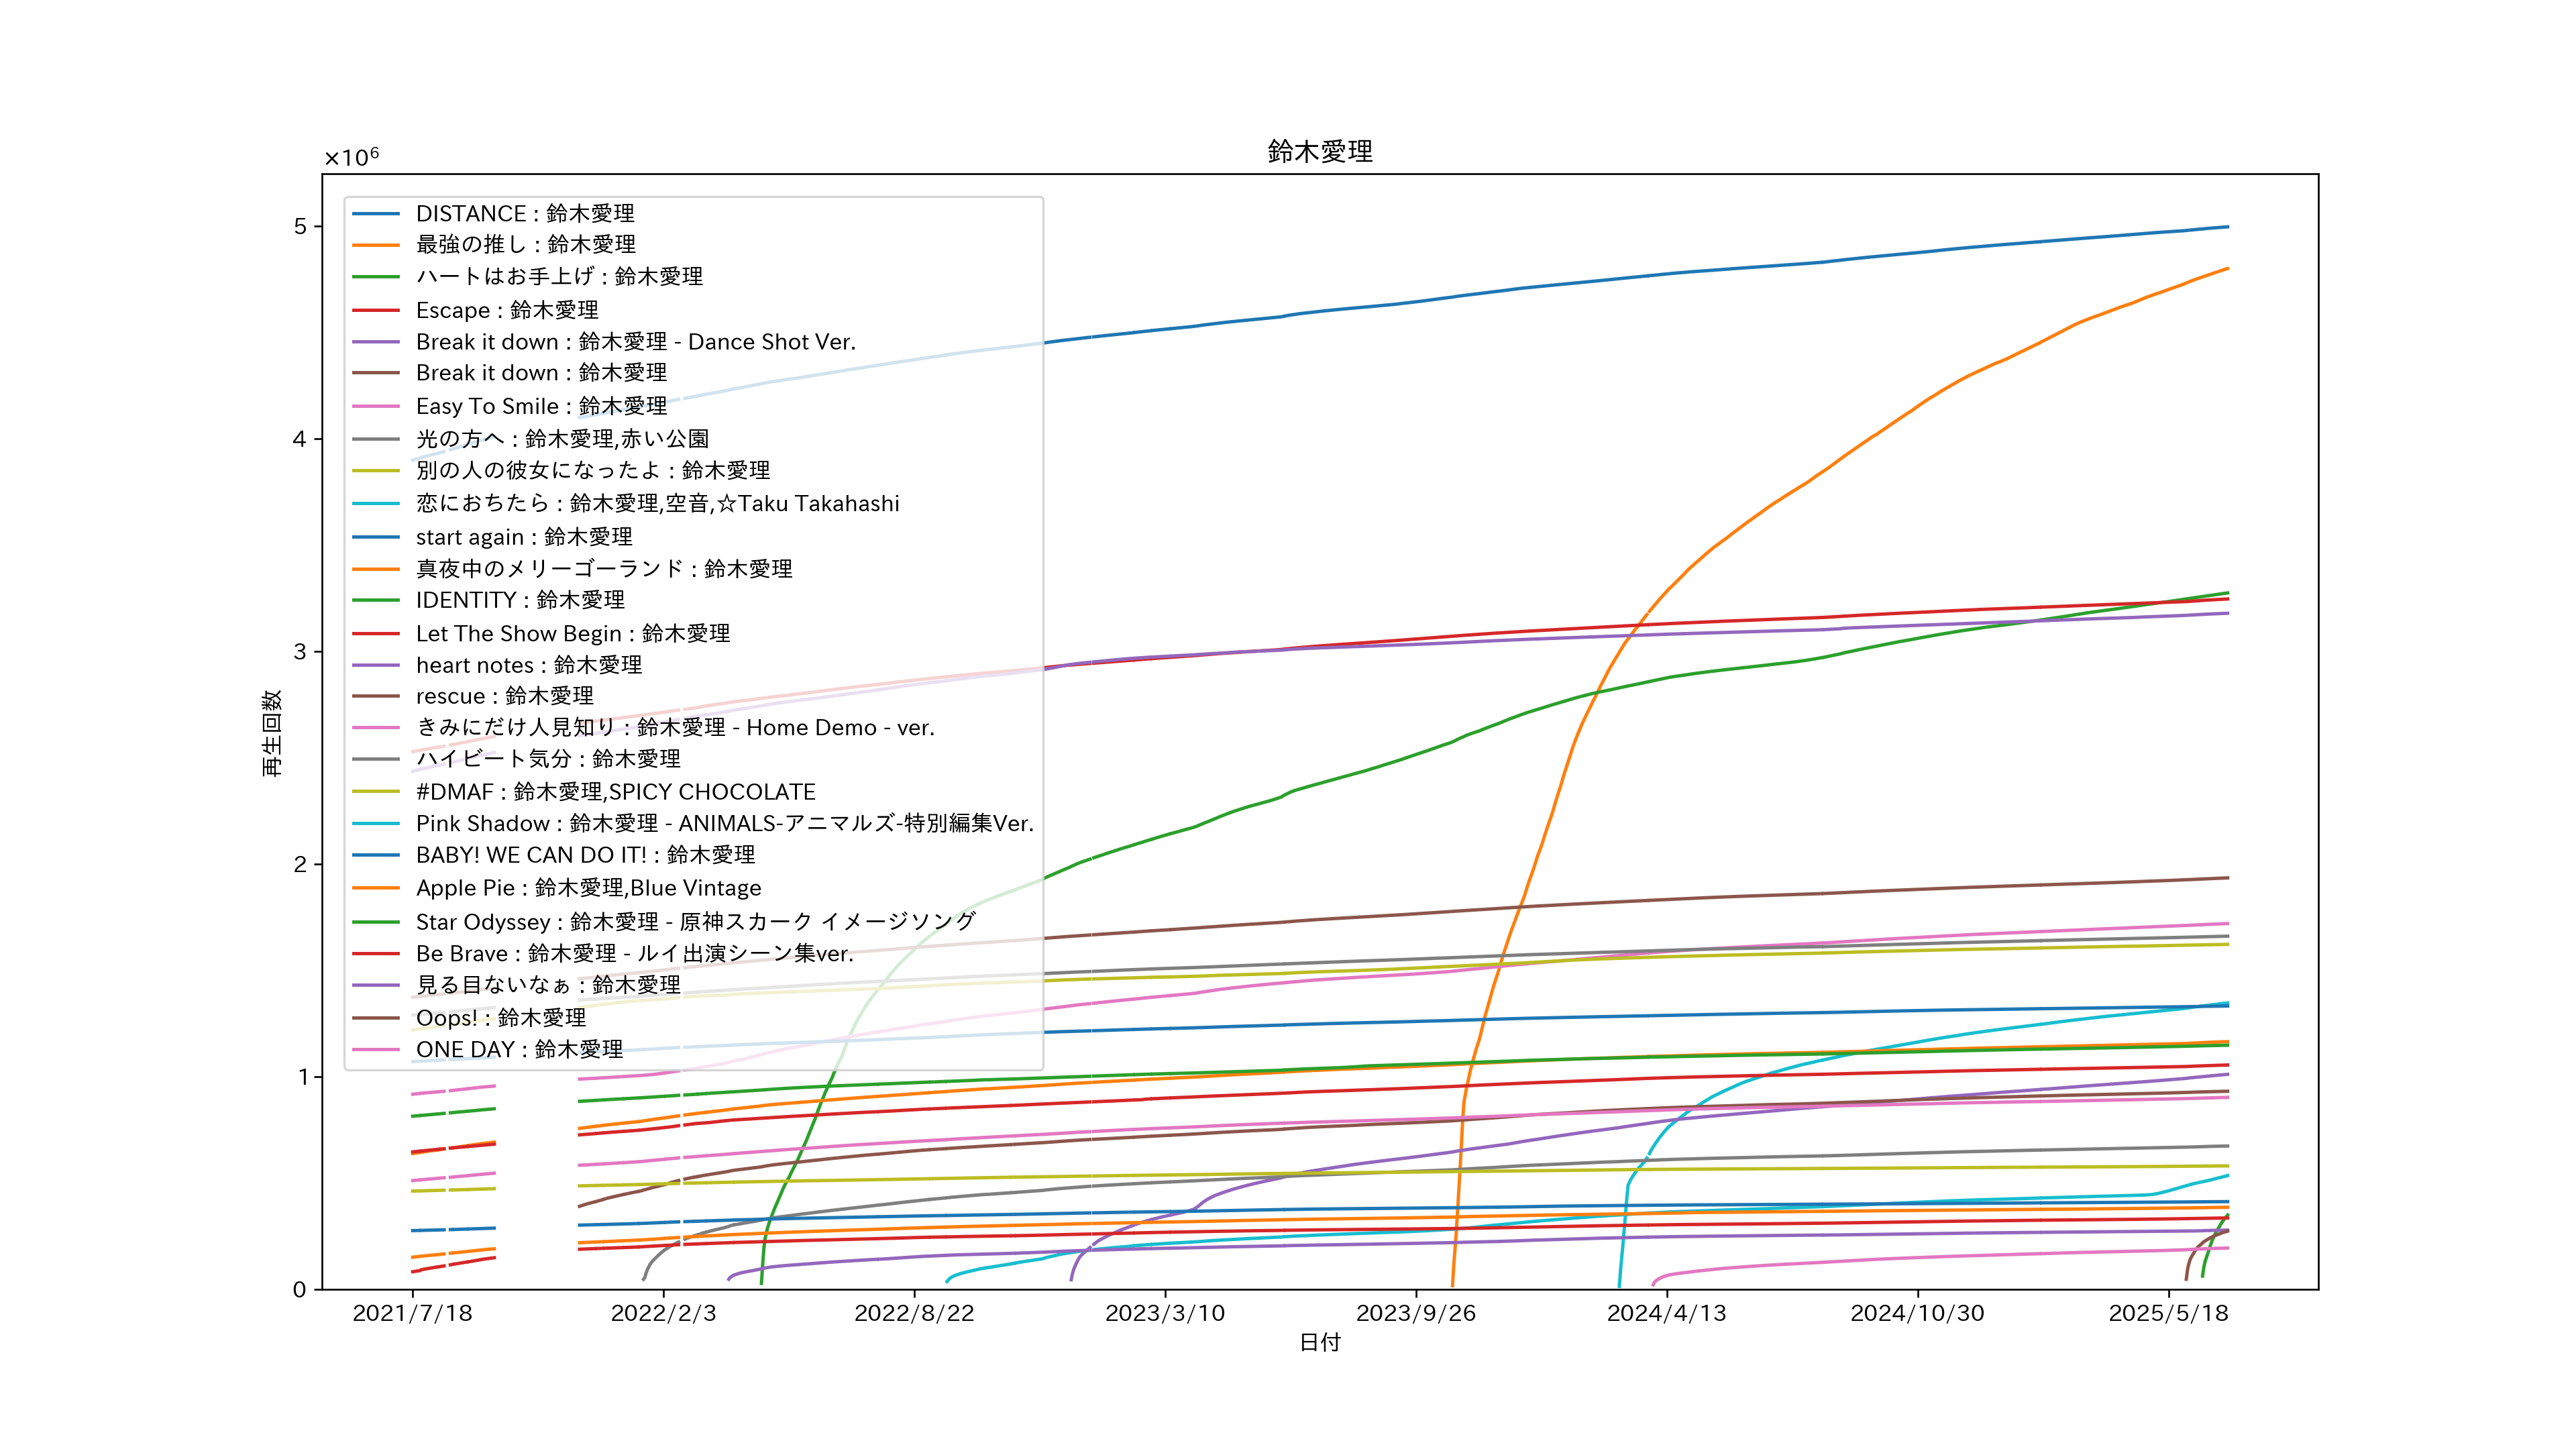 鈴木愛理
×10⁶
5
4
3
2
1
0
再生回数
DISTANCE : 鈴木愛理
最強の推し : 鈴木愛理
ハートはお手上げ : 鈴木愛理
Escape : 鈴木愛理
Break it down : 鈴木愛理 - Dance Shot Ver.
Break it down : 鈴木愛理
Easy To Smile : 鈴木愛理
光の方へ : 鈴木愛理,赤い公園
別の人の彼女になったよ : 鈴木愛理
恋におちたら : 鈴木愛理,空音,☆Taku Takahashi
start again : 鈴木愛理
真夜中のメリーゴーランド : 鈴木愛理
IDENTITY : 鈴木愛理
Let The Show Begin : 鈴木愛理
heart notes : 鈴木愛理
rescue : 鈴木愛理
きみにだけ人見知り : 鈴木愛理 - Home Demo - ver.
ハイビート気分 : 鈴木愛理
#DMAF : 鈴木愛理,SPICY CHOCOLATE
Pink Shadow : 鈴木愛理 - ANIMALS-アニマルズ-特別編集Ver.
BABY! WE CAN DO IT! : 鈴木愛理
Apple Pie : 鈴木愛理,Blue Vintage
Star Odyssey : 鈴木愛理 - 原神スカーク イメージソング
Be Brave : 鈴木愛理 - ルイ出演シーン集ver.
見る目ないなぁ : 鈴木愛理
Oops! : 鈴木愛理
ONE DAY : 鈴木愛理
2021/7/18
2022/2/3
2022/8/22
2023/3/10
2023/9/26
2024/4/13
2024/10/30
2025/5/18
日付